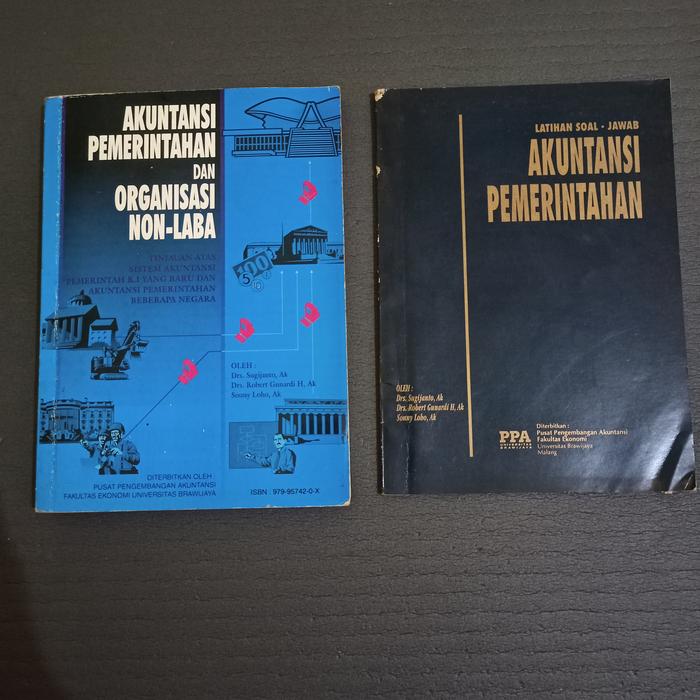 AKUNTANSI
PEMERINTAHAN
DAN
ORGANISASI
NON-LABA
TINJAUAN ATAS
SISTEM AKUNTANSI
PEMERINTAH R.I YANG BARU DAN
AKUNTANSI PEMERINTAHAN
BEBERAPA NEGARA
OLEH :
Drs. Sugijanto, Ak
Drs. Robert Gunardi H, Ak
Sonny Loho, Ak
DITERBITKAN OLEH :
PUSAT PENGEMBANGAN AKUNTANSI
FAKULTAS EKONOMI UNIVERSITAS BRAWIJAYA
ISBN : 979-95742-0-X
LATIHAN SOAL - JAWAB
AKUNTANSI
PEMERINTAHAN
OLEH :
Drs. Sugijanto, Ak
Drs. Robert Gunardi H, Ak
Sonny Loho, Ak
PPA
UNIVERSITAS
BRAWIJAYA
Diterbitkan :
Pusat Pengembangan Akuntansi
Fakultas Ekonomi
Universitas Brawijaya
Malang